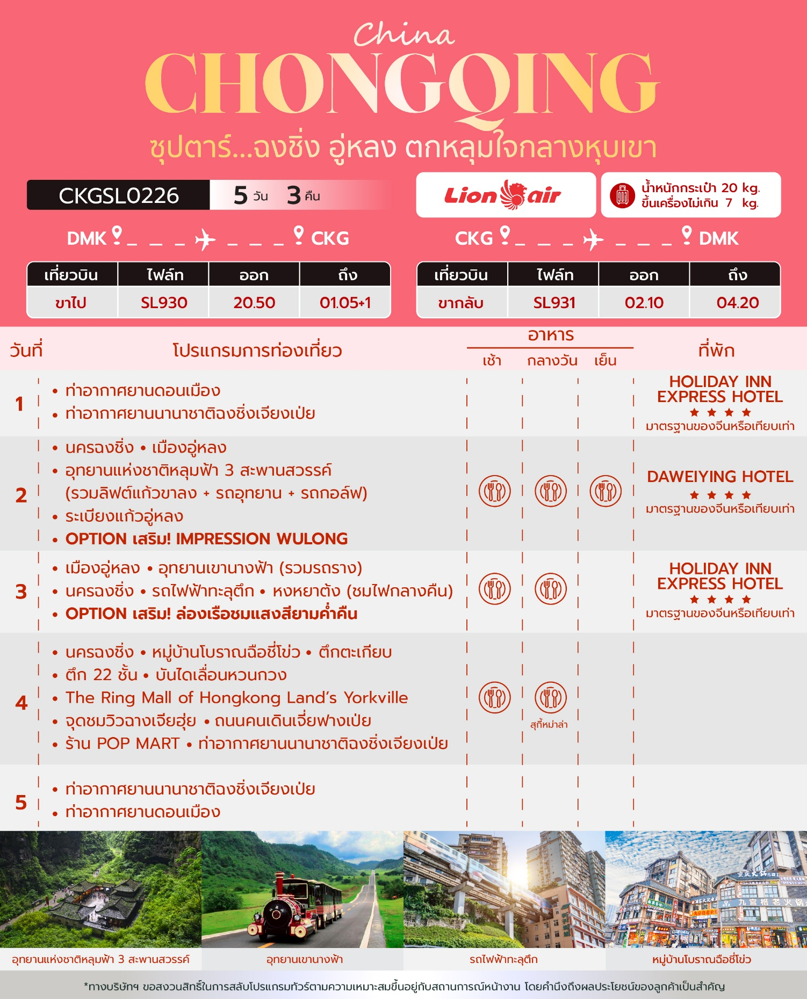 China
CHONGQING
ซุปตาร์...ฉงชิ่ง อู่หลง ตกหลุมใจกลางหุบเขา
CKGSL0226 5 วัน 3 คืน
Lion air
น้ำหนักกระเป๋า 20 kg.
ขึ้นเครื่องไม่เกิน 7 kg.
DMK CKG
CKG DMK
เที่ยวบิน ไฟล์ท ออก ถึง
ขาไป SL930 20.50 01.05+1
เที่ยวบิน ไฟล์ท ออก ถึง
ขากลับ SL931 02.10 04.20
วันที่ โปรแกรมการท่องเที่ยว อาหาร ที่พัก
เช้า กลางวัน เย็น
1
• ท่าอากาศยานดอนเมือง
• ท่าอากาศยานนานาชาติฉงชิ่งเจียงเป่ย
HOLIDAY INN
EXPRESS HOTEL
มาตรฐานของจีนหรือเทียบเท่า
2
• นครฉงชิ่ง • เมืองอู่หลง
• อุทยานแห่งชาติหลุมฟ้า 3 สะพานสวรรค์
(รวมลิฟต์แก้วขาลง + รถอุทยาน + รถกอล์ฟ)
• ระเบียงแก้วอู่หลง
• OPTION เสริม! IMPRESSION WULONG
DAWEIYING HOTEL
มาตรฐานของจีนหรือเทียบเท่า
3
• เมืองอู่หลง • อุทยานเขานางฟ้า (รวมรถราง)
• นครฉงชิ่ง • รถไฟฟ้าทะลุตึก • หงหยาต้ง (ชมไฟกลางคืน)
• OPTION เสริม! ล่องเรือชมแสงสียามค่ำคืน
HOLIDAY INN
EXPRESS HOTEL
มาตรฐานของจีนหรือเทียบเท่า
4
• นครฉงชิ่ง • หมู่บ้านโบราณฉือชี่โข่ว • ตึกตะเกียบ
• ตึก 22 ชั้น • บันไดเลื่อนหวนกวง
• The Ring Mall of Hongkong Land's Yorkville
• จุดชมวิวฉางเจียฮุ่ย • ถนนคนเดินเจี่ยฟางเป่ย
• ร้าน POP MART • ท่าอากาศยานนานาชาติฉงชิ่งเจียงเป่ย
สุกี้หม่าล่า
5
• ท่าอากาศยานนานาชาติฉงชิ่งเจียงเป่ย
• ท่าอากาศยานดอนเมือง
九宫格老火锅
อุทยานแห่งชาติหลุมฟ้า 3 สะพานสวรรค์
อุทยานเขานางฟ้า
รถไฟฟ้าทะลุตึก
หมู่บ้านโบราณฉือชี่โข่ว
*ทางบริษัทฯ ขอสงวนสิทธิ์ในการสลับโปรแกรมทัวร์ตามความเหมาะสมขึ้นอยู่กับสถานการณ์หน้างาน โดยคำนึงถึงผลประโยชน์ของลูกค้าเป็นสำคัญ